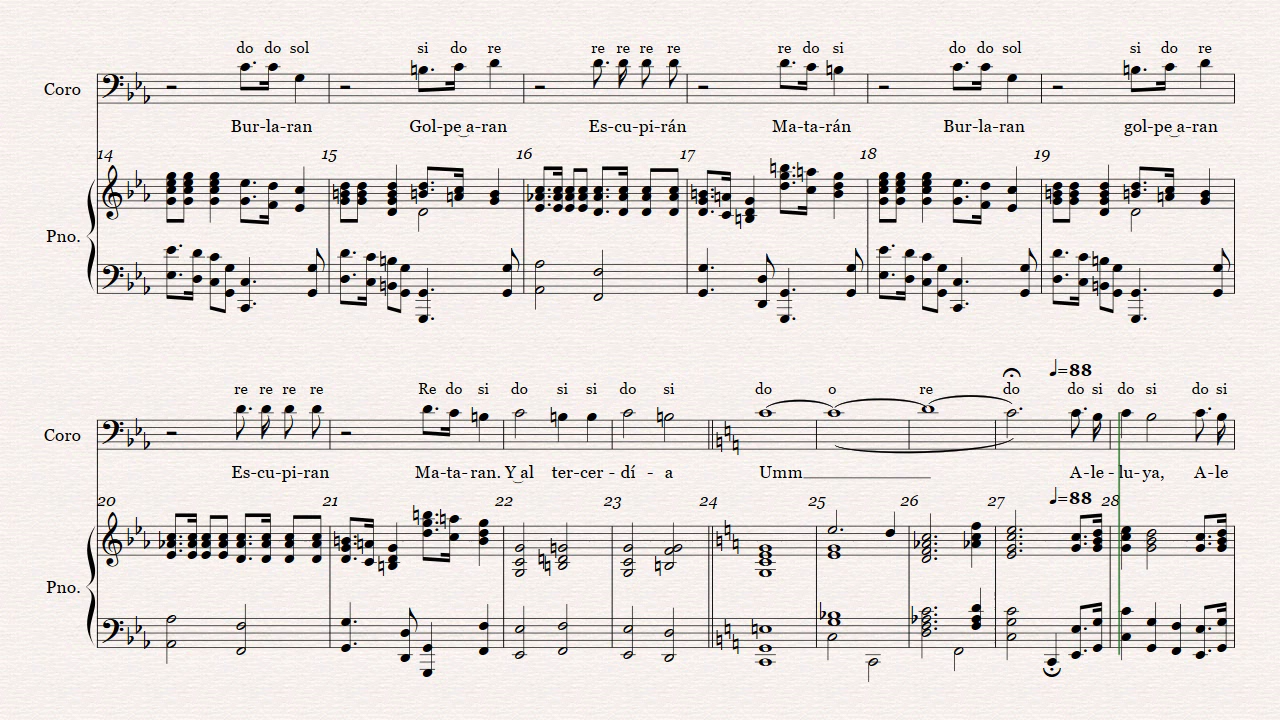 do do sol si do re re re re re re do si do do sol si do re
Coro
Bur-la-ran Gol-pe‿a-ran Es-cu-pi-rán Ma-ta-rán Bur-la-ran gol-pe‿a-ran
14 15 16 17 18 19
Pno.
♩=88
re re re re Re do si do si si do si do o re do do si do si do si
Coro
Es-cu-pi-ran Ma-ta-ran. Y‿al ter-cer-dí - a Umm A-le-lu-ya, A-le
20 21 22 23 24 25 26 27 ♩=88 28
Pno.